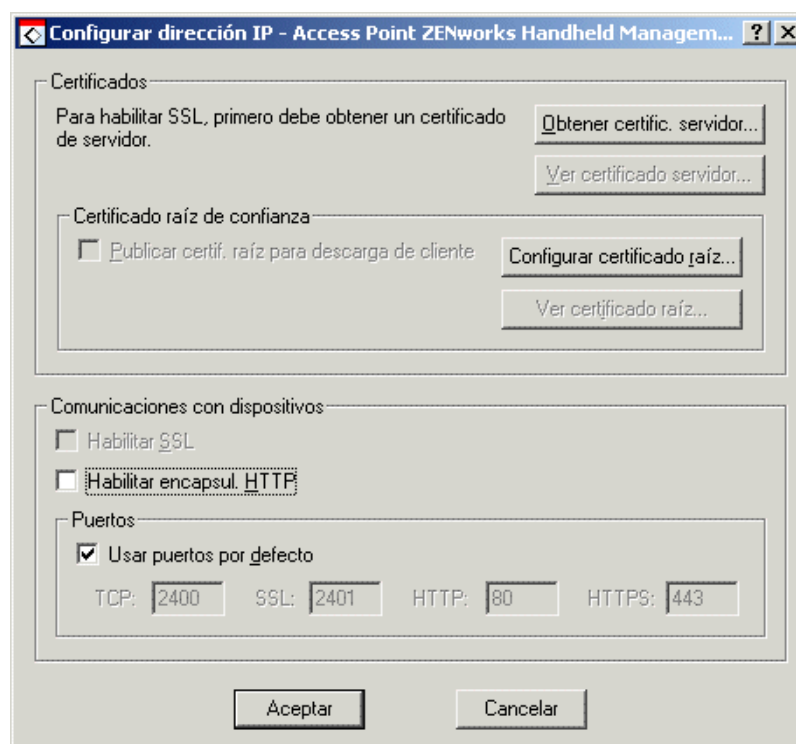 Configurar dirección IP - Access Point ZENworks Handheld Managem...
Certificados
Para habilitar SSL, primero debe obtener un certificado
de servidor.
Obtener certific. servidor...
Ver certificado servidor...
Certificado raíz de confianza
Publicar certif. raíz para descarga de cliente
Configurar certificado raíz...
Ver certificado raíz...
Comunicaciones con dispositivos
Habilitar SSL
Habilitar encapsul. HTTP
Puertos
Usar puertos por defecto
TCP: 2400 SSL: 2401 HTTP: 80 HTTPS: 443
Aceptar Cancelar